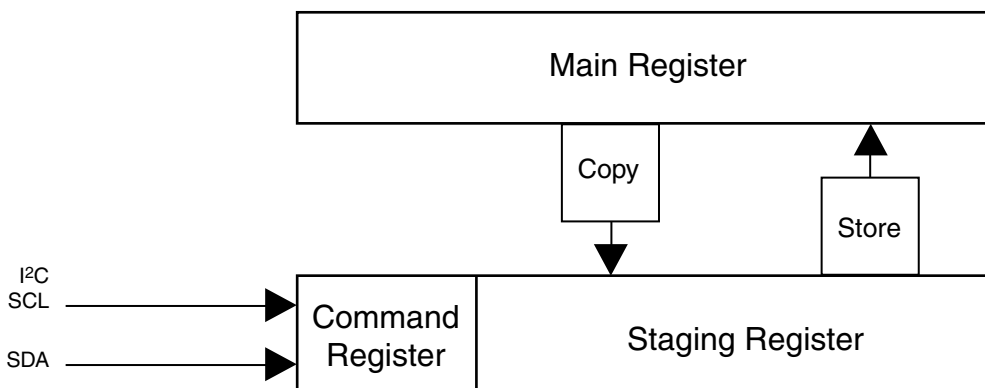 Main Register
Copy
Store
I²C
SCL
SDA
Command
Register
Staging Register